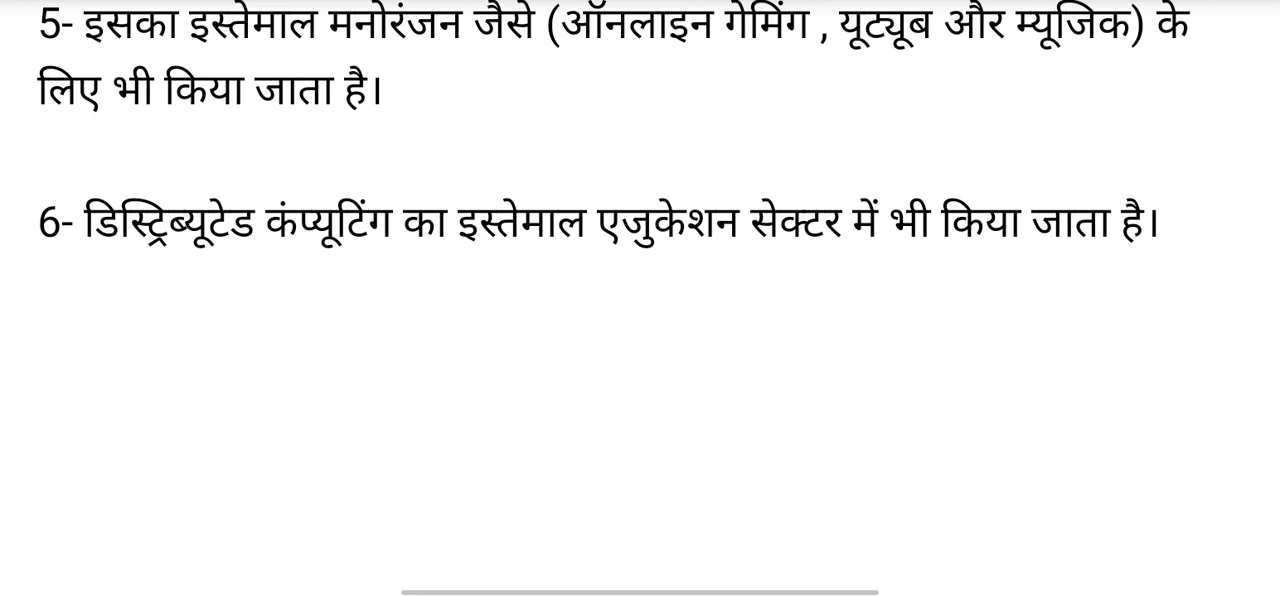 5- इसका इस्तेमाल मनोरंजन जैसे (ऑनलाइन गेमिंग , यूट्यूब और म्यूजिक) के
लिए भी किया जाता है।
6- डिस्ट्रिब्यूटेड कंप्यूटिंग का इस्तेमाल एजुकेशन सेक्टर में भी किया जाता है।